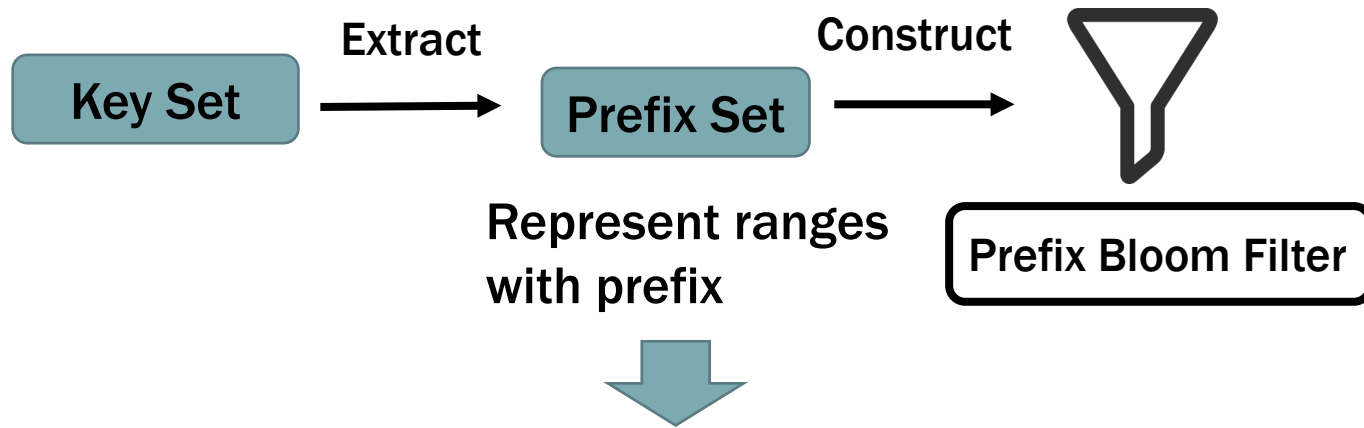 Extract
Construct
Key Set
Prefix Set
Represent ranges
with prefix
Prefix Bloom Filter